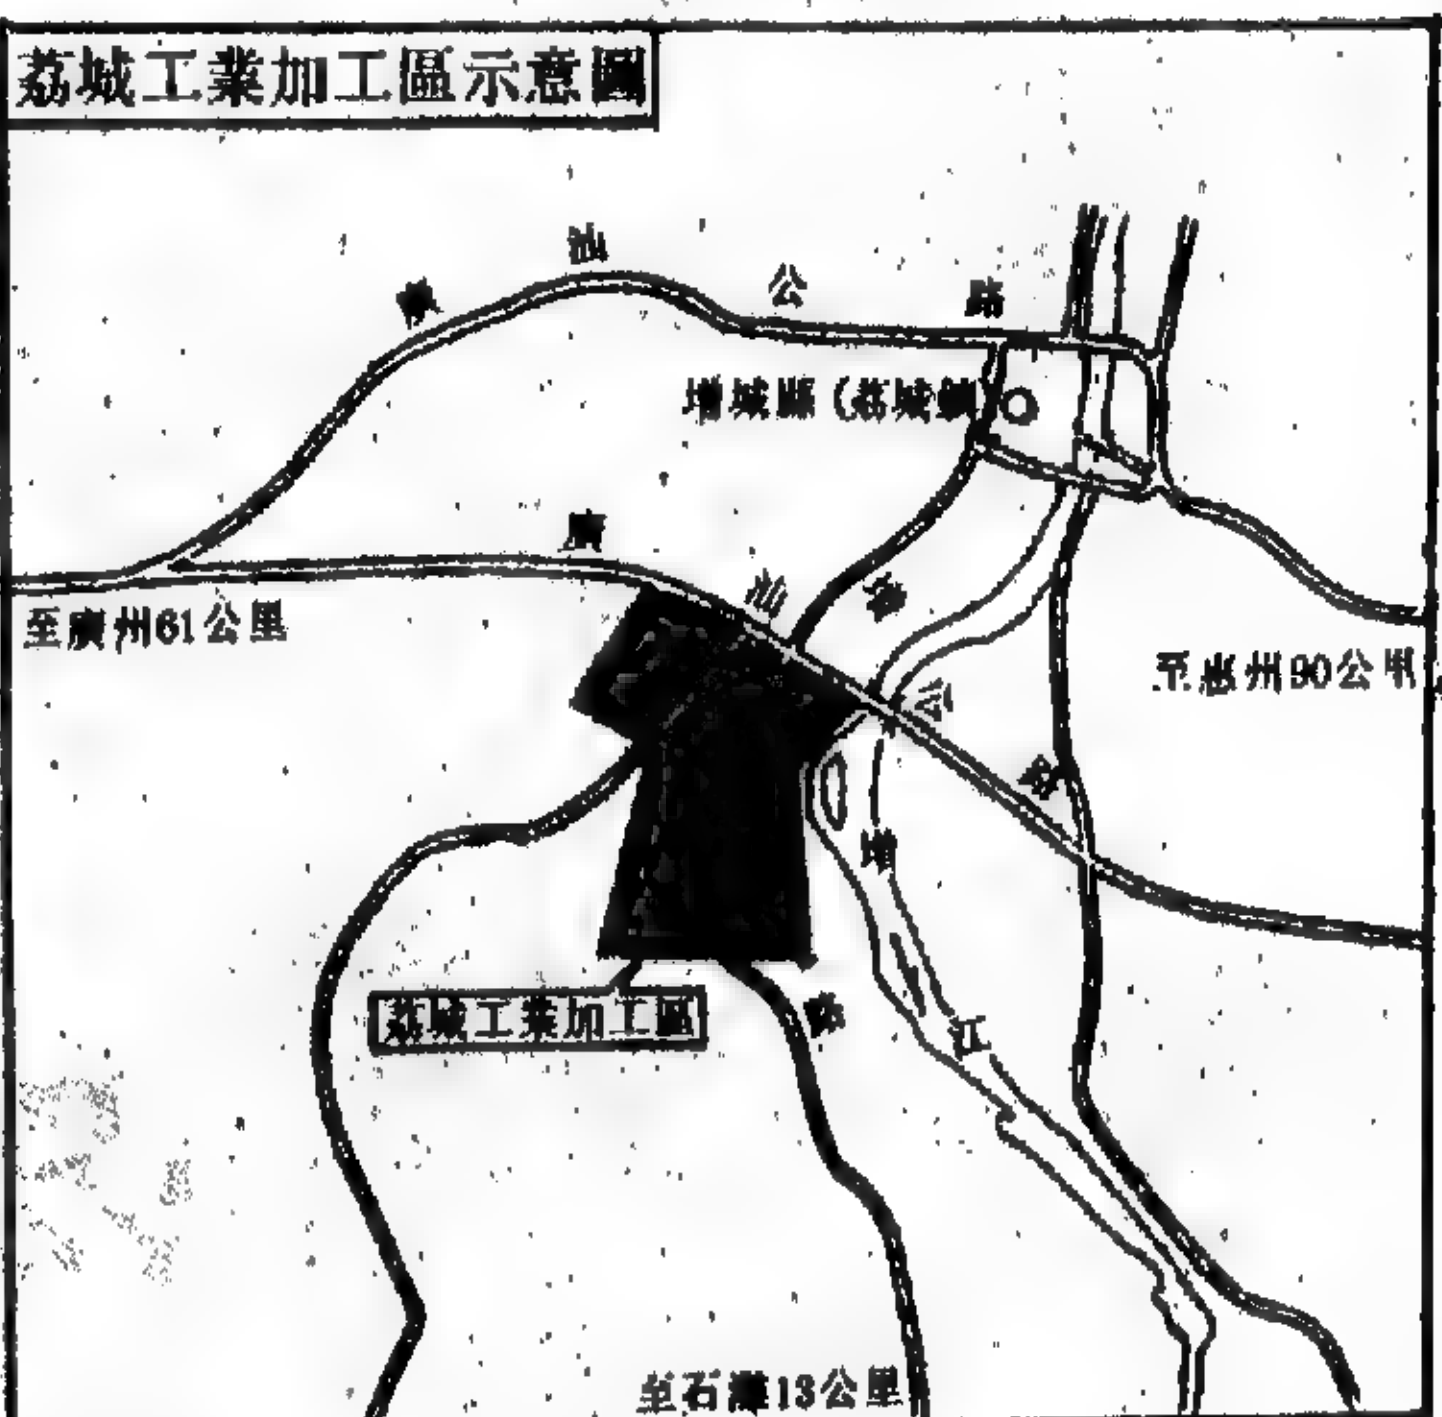 荔城工業加工區示意圖
汕公路
增城縣(荔城鎮)
廣汕公路
至廣州61公里
至惠州90公里
增江
荔城工業加工區
至石灘13公里